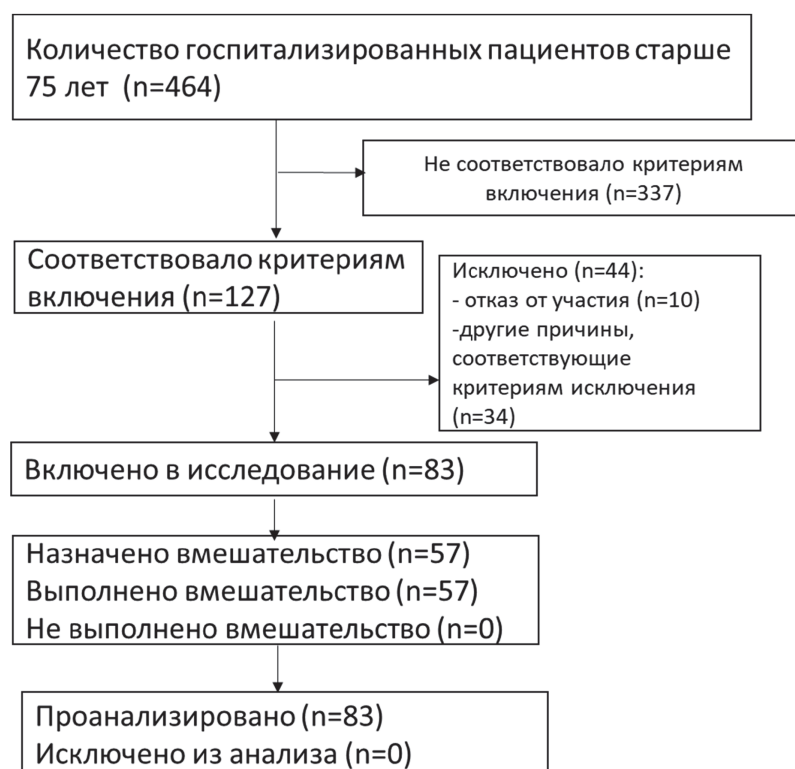 Количество госпитализированных пациентов старше
75 лет (n=464)
Не соответствовало критериям
включения (n=337)
Соответствовало критериям
включения (n=127)
Исключено (n=44):
- отказ от участия (n=10)
-другие причины,
соответствующие
критериям исключения
(n=34)
Включено в исследование (n=83)
Назначено вмешательство (n=57)
Выполнено вмешательство (n=57)
Не выполнено вмешательство (n=0)
Проанализировано (n=83)
Исключено из анализа (n=0)